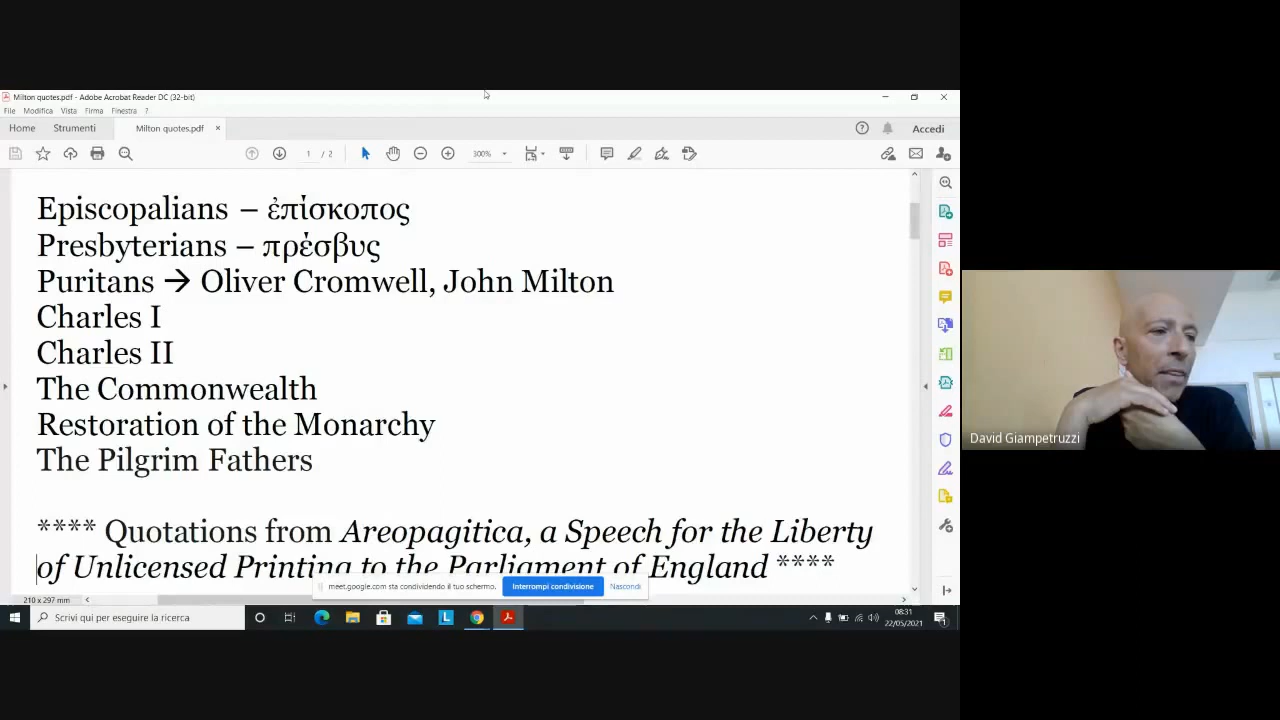 Milton quotes.pdf - Adobe Acrobat Reader DC (32-bit)
File Modifica Vista Firma Finestra ?
Home Strumenti Milton quotes.pdf × Accedi
1 / 2 300%
Episcopalians – ἐπίσκοπος
Presbyterians – πρέσβυς
Puritans → Oliver Cromwell, John Milton
Charles I
Charles II
The Commonwealth
Restoration of the Monarchy
The Pilgrim Fathers
**** Quotations from Areopagitica, a Speech for the Liberty
of Unlicensed Printing to the Parliament of England ****
meet.google.com sta condividendo il tuo schermo. Interrompi condivisione Nascondi
210 x 297 mm
Scrivi qui per eseguire la ricerca
08:31
22/05/2021
David Giampetruzzi